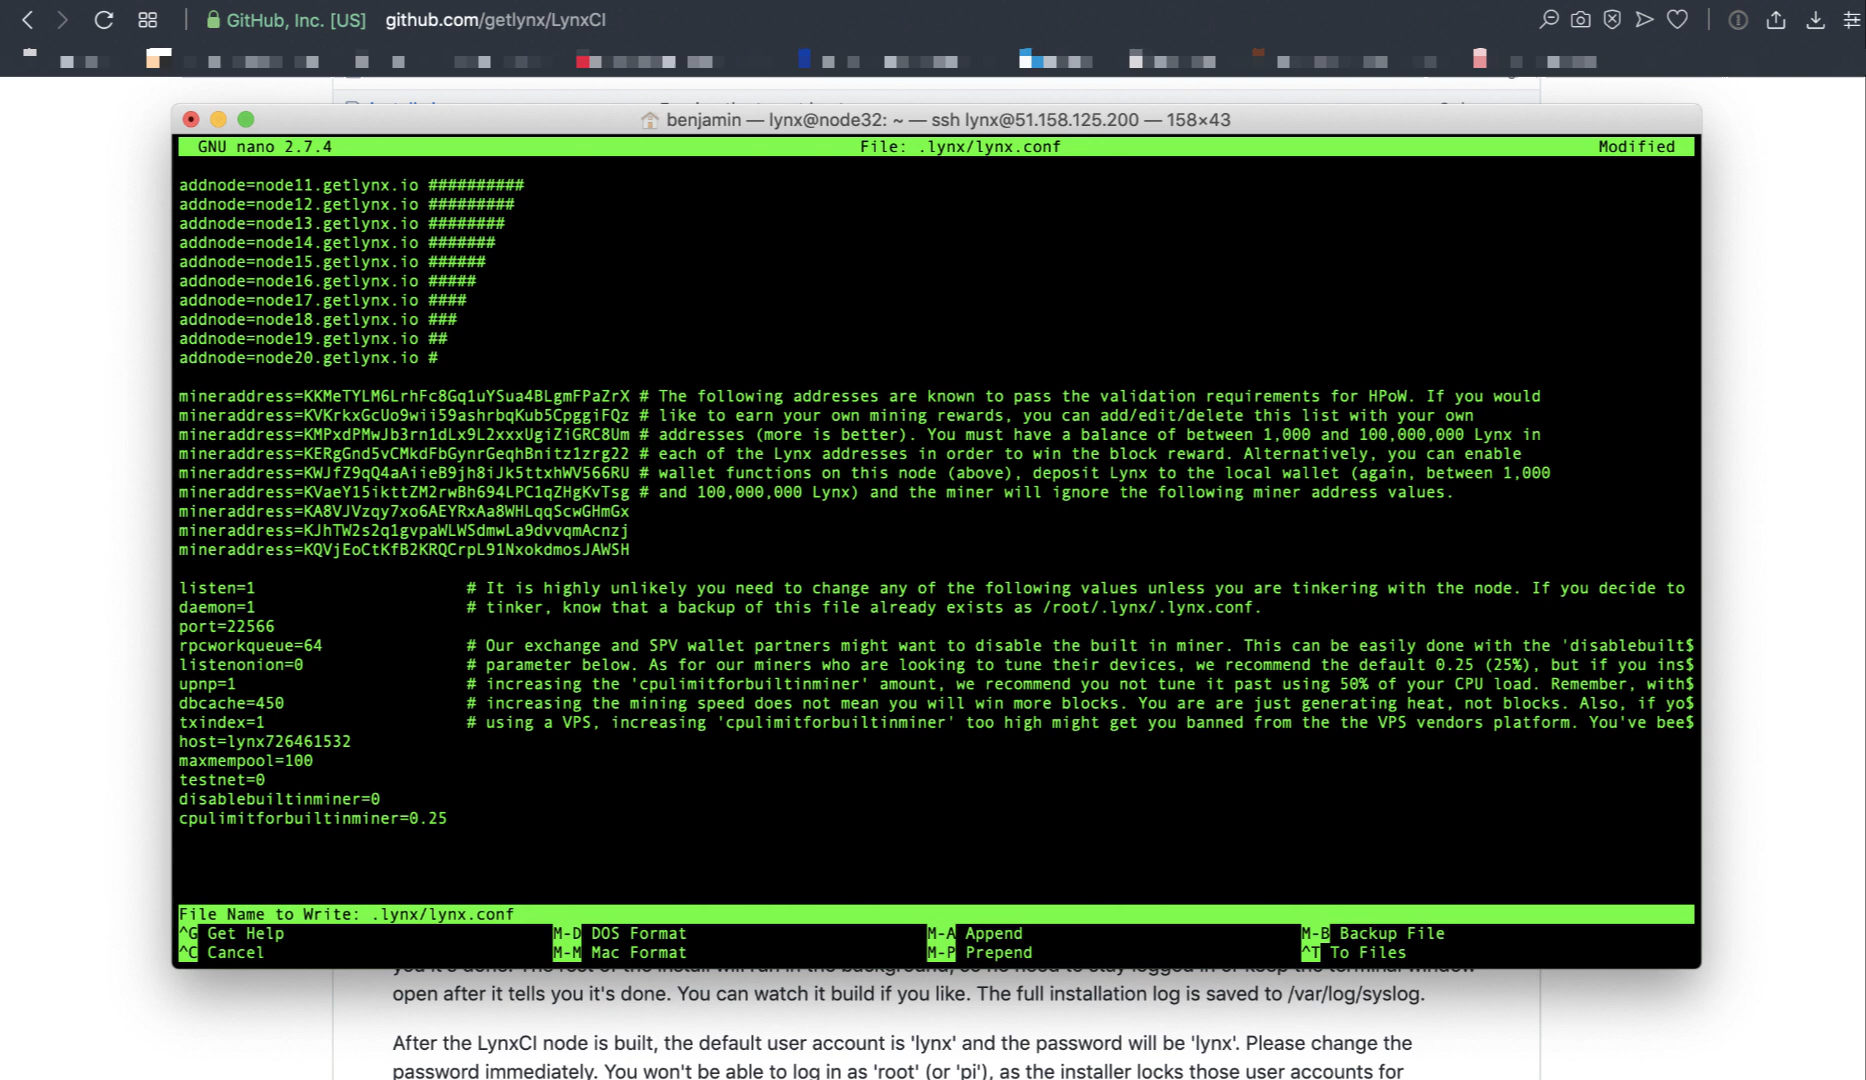 GitHub, Inc. [US] github.com/getlynx/LynxCI
benjamin — lynx@node32: ~ — ssh lynx@51.158.125.200 — 158×43
GNU nano 2.7.4 File: .lynx/lynx.conf Modified
addnode=node11.getlynx.io ##########
addnode=node12.getlynx.io #########
addnode=node13.getlynx.io ########
addnode=node14.getlynx.io #######
addnode=node15.getlynx.io ######
addnode=node16.getlynx.io #####
addnode=node17.getlynx.io ####
addnode=node18.getlynx.io ###
addnode=node19.getlynx.io ##
addnode=node20.getlynx.io #
mineraddress=KKMeTYLM6LrhFc8Gq1uYSua4BLgmFPaZrX # The following addresses are known to pass the validation requirements for HPoW. If you would
mineraddress=KVKrkxGcUo9wii59ashrbqKub5CpggiFQz # like to earn your own mining rewards, you can add/edit/delete this list with your own
mineraddress=KMPxdPMwJb3rn1dLx9L2xxxUgiZiGRC8Um # addresses (more is better). You must have a balance of between 1,000 and 100,000,000 Lynx in
mineraddress=KERgGnd5vCMkdFbGynrGeqhBnitz1zrg22 # each of the Lynx addresses in order to win the block reward. Alternatively, you can enable
mineraddress=KWJfZ9qQ4aAiieB9jh8iJk5ttxhWV566RU # wallet functions on this node (above), deposit Lynx to the local wallet (again, between 1,000
mineraddress=KVaeY15ikttZM2rwBh694LPC1qZHgKvTsg # and 100,000,000 Lynx) and the miner will ignore the following miner address values.
mineraddress=KA8VJVzqy7xo6AEYRxAa8WHLqqScwGHmGx
mineraddress=KJhTW2s2q1gvpaWLWSdmwLa9dvvqmAcnzj
mineraddress=KQVjEoCtKfB2KRQCrpL91NxokdmosJAWSH
listen=1 # It is highly unlikely you need to change any of the following values unless you are tinkering with the node. If you decide to
daemon=1 # tinker, know that a backup of this file already exists as /root/.lynx/.lynx.conf.
port=22566
rpcworkqueue=64 # Our exchange and SPV wallet partners might want to disable the built in miner. This can be easily done with the 'disablebuilt$
listenonion=0 # parameter below. As for our miners who are looking to tune their devices, we recommend the default 0.25 (25%), but if you ins$
upnp=1 # increasing the 'cpulimitforbuiltinminer' amount, we recommend you not tune it past using 50% of your CPU load. Remember, with$
dbcache=450 # increasing the mining speed does not mean you will win more blocks. You are are just generating heat, not blocks. Also, if yo$
txindex=1 # using a VPS, increasing 'cpulimitforbuiltinminer' too high might get you banned from the the VPS vendors platform. You've bee$
host=lynx726461532
maxmempool=100
testnet=0
disablebuiltinminer=0
cpulimitforbuiltinminer=0.25
File Name to Write: .lynx/lynx.conf
^G Get Help M-D DOS Format M-A Append M-B Backup File
^C Cancel M-M Mac Format M-P Prepend ^T To Files
open after it tells you it's done. You can watch it build if you like. The full installation log is saved to /var/log/syslog.
After the LynxCI node is built, the default user account is 'lynx' and the password will be 'lynx'. Please change the
password immediately. You won't be able to log in as 'root' (or 'pi'), as the installer locks those user accounts for